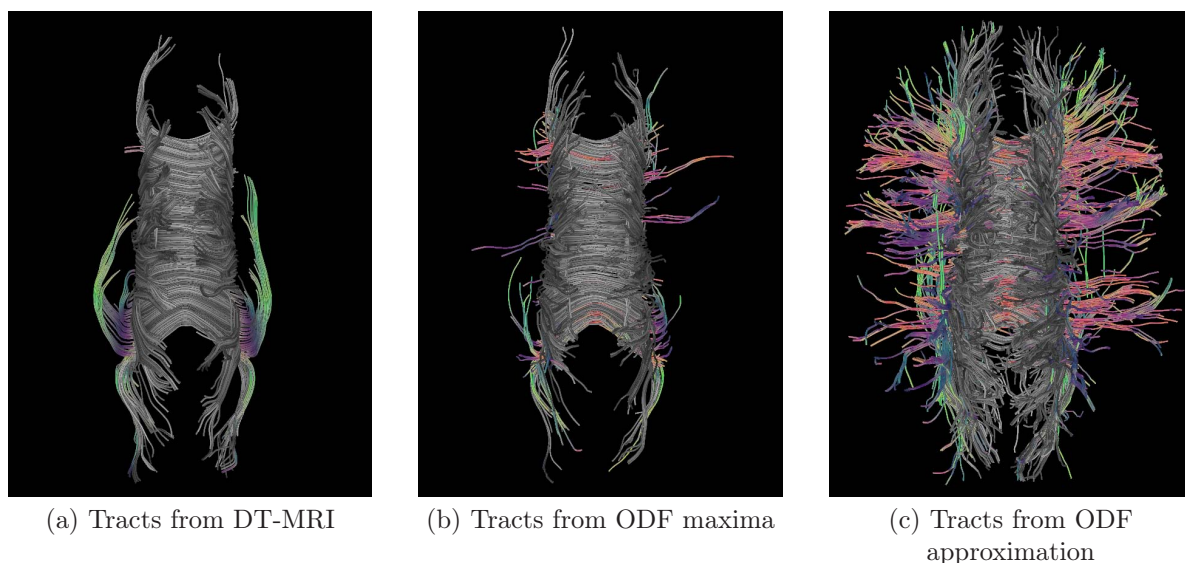 (a) Tracts from DT-MRI
(b) Tracts from ODF maxima
(c) Tracts from ODF
approximation